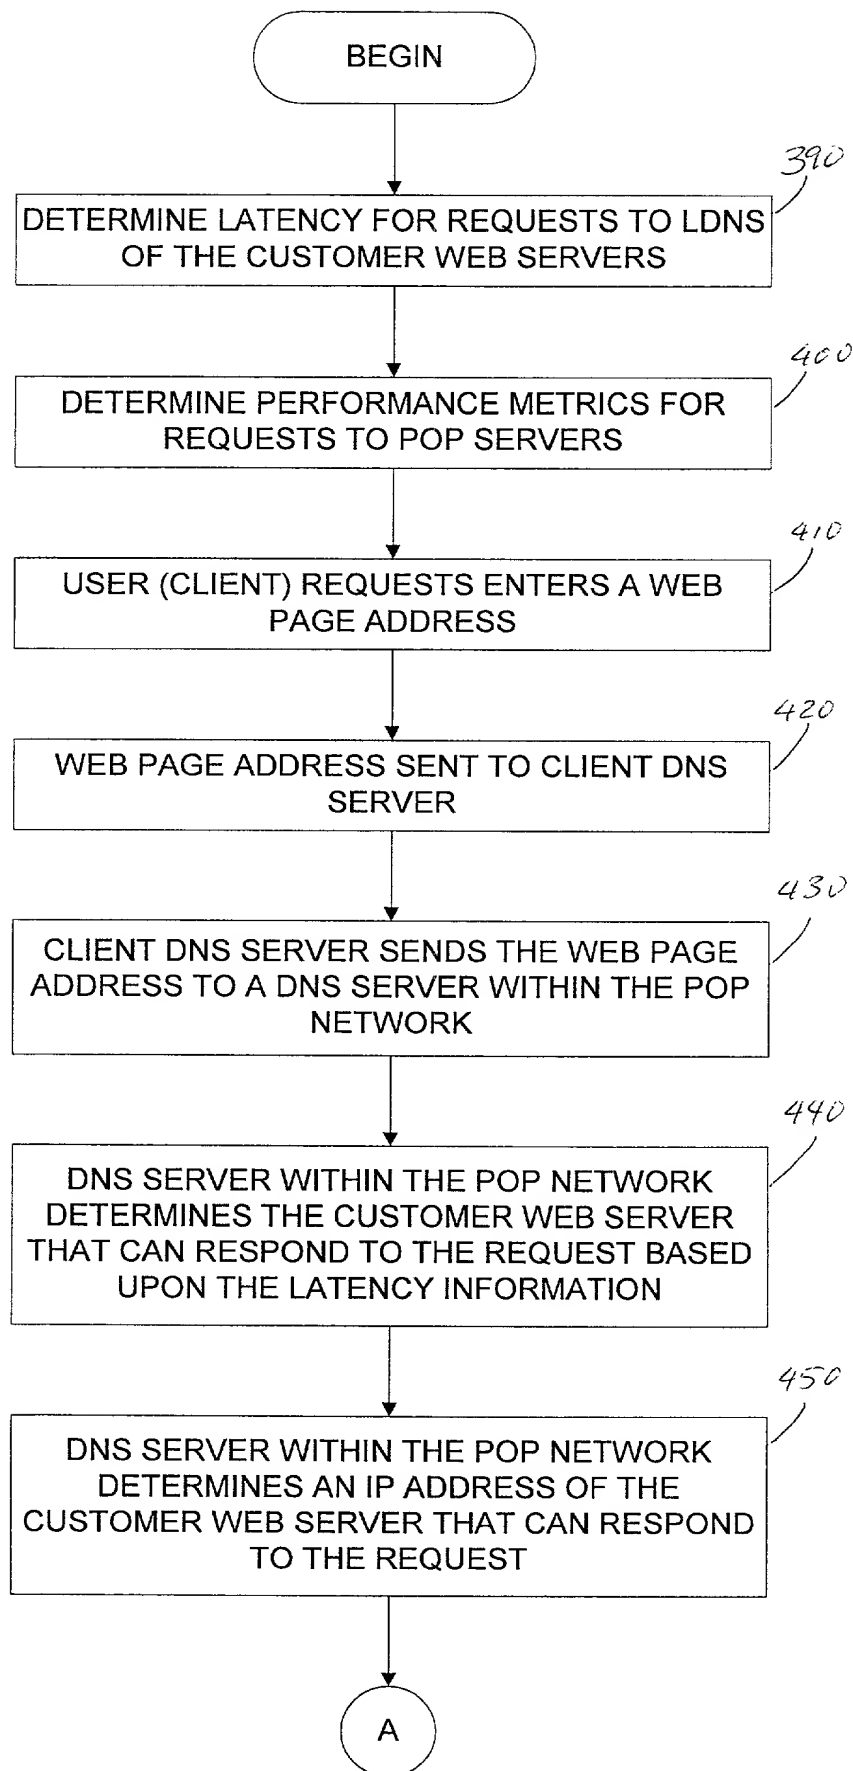 BEGIN
390
DETERMINE LATENCY FOR REQUESTS TO LDNS
OF THE CUSTOMER WEB SERVERS
400
DETERMINE PERFORMANCE METRICS FOR
REQUESTS TO POP SERVERS
410
USER (CLIENT) REQUESTS ENTERS A WEB
PAGE ADDRESS
420
WEB PAGE ADDRESS SENT TO CLIENT DNS
SERVER
430
CLIENT DNS SERVER SENDS THE WEB PAGE
ADDRESS TO A DNS SERVER WITHIN THE POP
NETWORK
440
DNS SERVER WITHIN THE POP NETWORK
DETERMINES THE CUSTOMER WEB SERVER
THAT CAN RESPOND TO THE REQUEST BASED
UPON THE LATENCY INFORMATION
450
DNS SERVER WITHIN THE POP NETWORK
DETERMINES AN IP ADDRESS OF THE
CUSTOMER WEB SERVER THAT CAN RESPOND
TO THE REQUEST
A